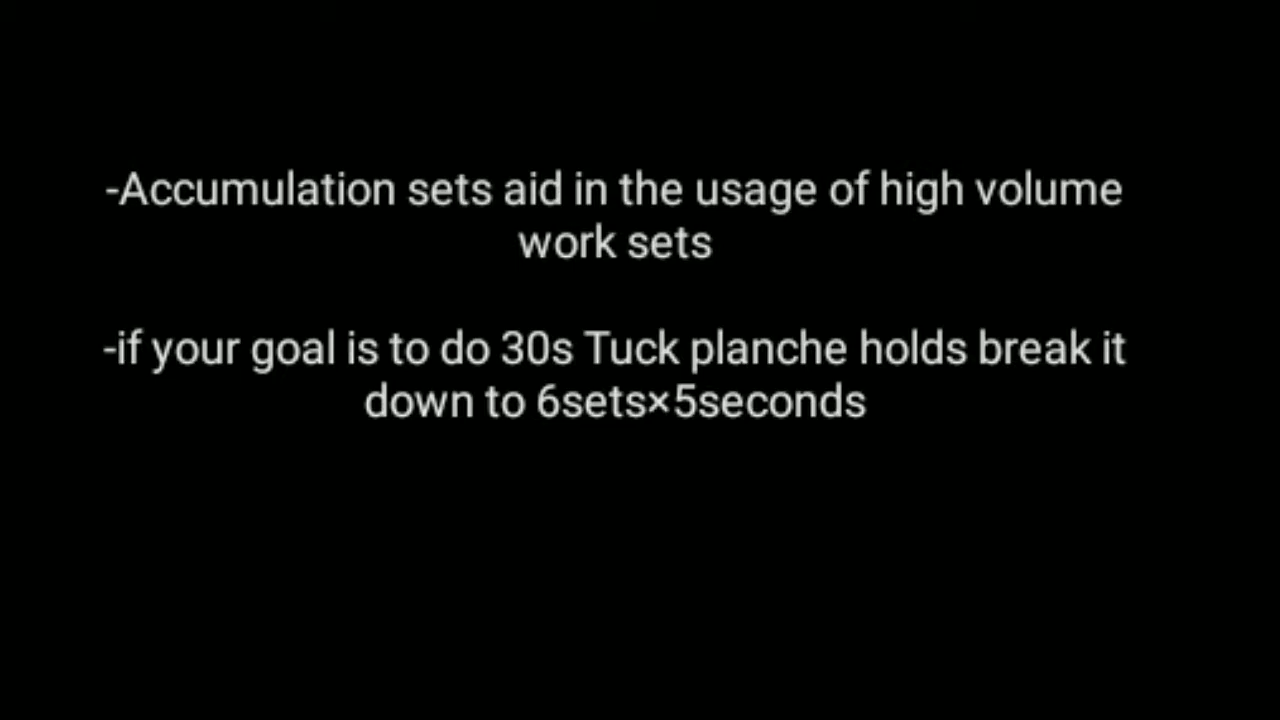 -Accumulation sets aid in the usage of high volume
work sets
-if your goal is to do 30s Tuck planche holds break it
down to 6sets×5seconds